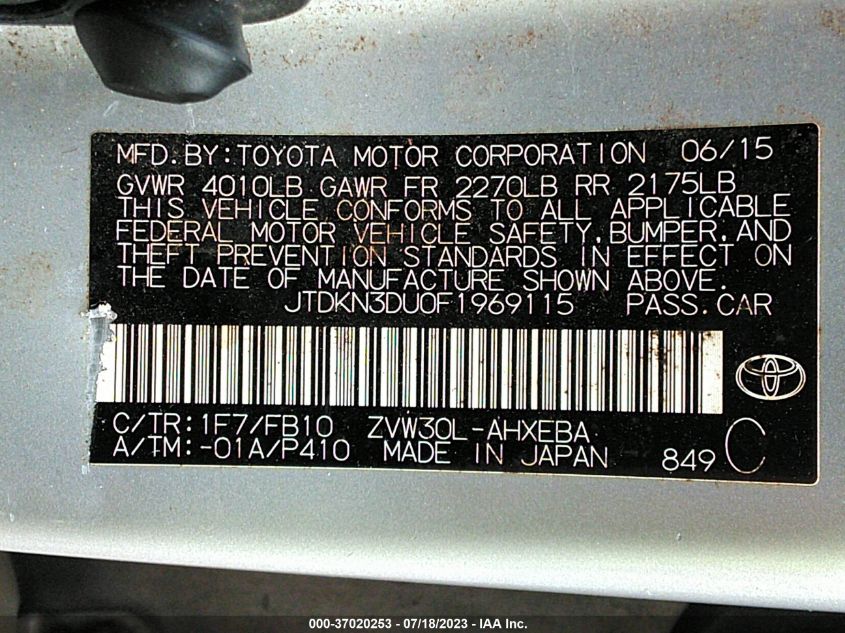 MFD.BY:TOYOTA MOTOR CORPORATION 06/15
GVWR 4010LB GAWR FR 2270LB RR 2175LB
THIS VEHICLE CONFORMS TO ALL APPLICABLE
FEDERAL MOTOR VEHICLE SAFETY,BUMPER,AND
THEFT PREVENTION STANDARDS IN EFFECT ON
THE DATE OF MANUFACTURE SHOWN ABOVE.
JTDKN3DU0F1969115 PASS.CAR
C/TR:1F7/FB10 ZVW30L-AHXEBA
A/TM:-01A/P410 MADE IN JAPAN 849 C
000-37020253 - 07/18/2023 - IAA Inc.